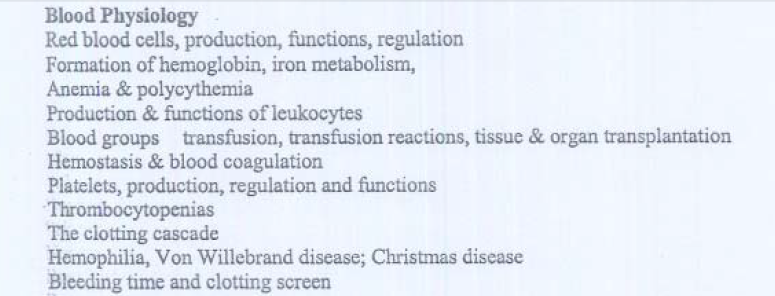 Blood Physiology
Red blood cells, production, functions, regulation
Formation of hemoglobin, iron metabolism,
Anemia & polycythemia
Production & functions of leukocytes
Blood groups transfusion, transfusion reactions, tissue & organ transplantation
Hemostasis & blood coagulation
Platelets, production, regulation and functions
Thrombocytopenias
The clotting cascade
Hemophilia, Von Willebrand disease; Christmas disease
Bleeding time and clotting screen